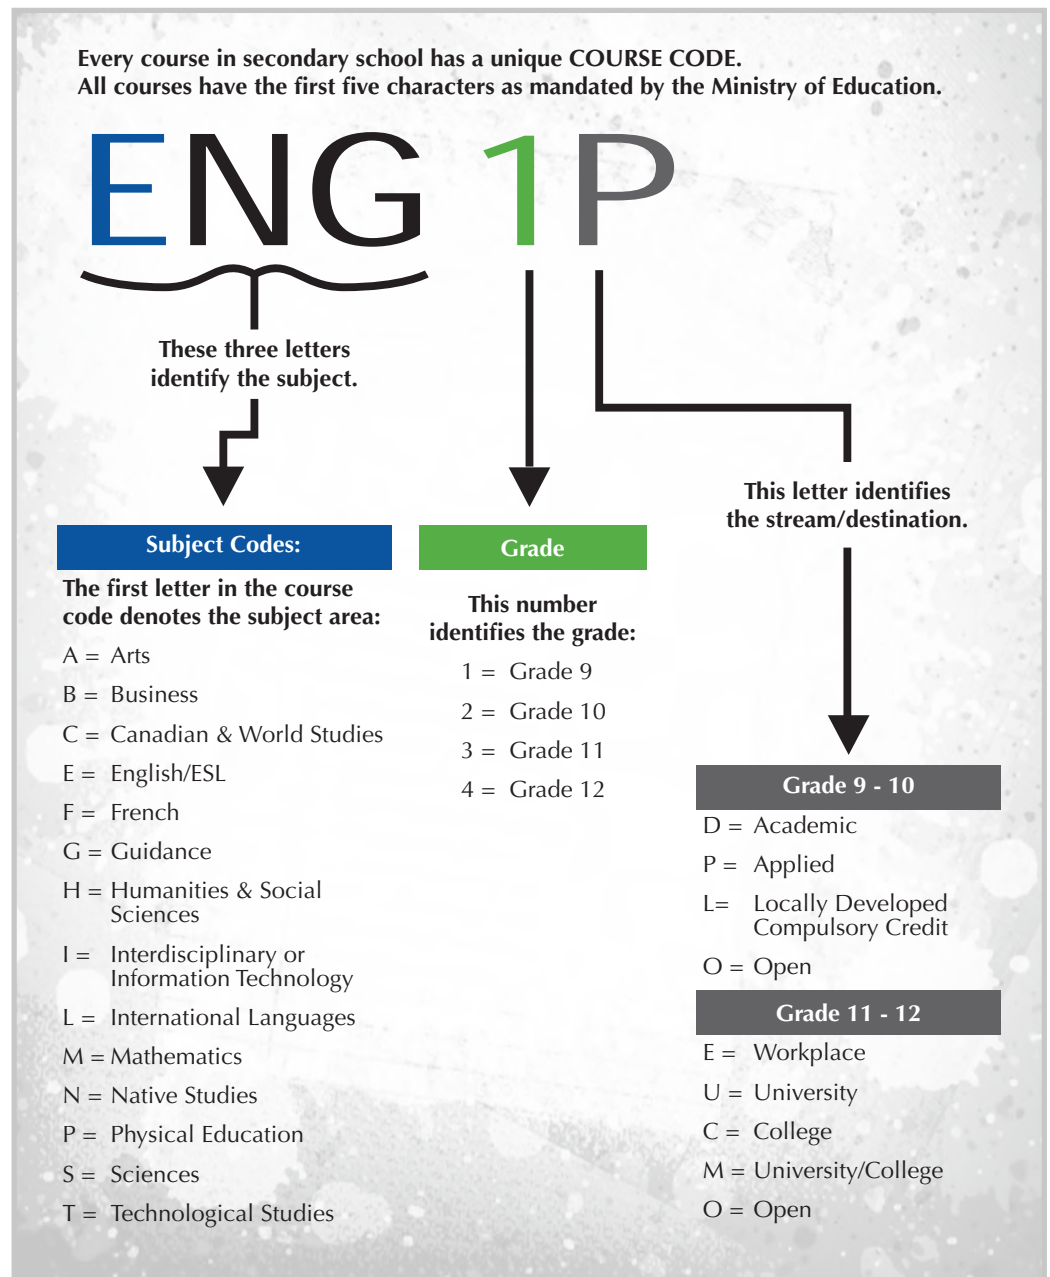 Every course in secondary school has a unique COURSE CODE.
All courses have the first five characters as mandated by the Ministry of Education.
ENG 1P
These three letters
identify the subject.
Subject Codes:
The first letter in the course
code denotes the subject area:
A = Arts
B = Business
C = Canadian & World Studies
E = English/ESL
F = French
G = Guidance
H = Humanities & Social
Sciences
I = Interdisciplinary or
Information Technology
L = International Languages
M = Mathematics
N = Native Studies
P = Physical Education
S = Sciences
T = Technological Studies
Grade
This number
identifies the grade:
1 = Grade 9
2 = Grade 10
3 = Grade 11
4 = Grade 12
This letter identifies
the stream/destination.
Grade 9 - 10
D = Academic
P = Applied
L= Locally Developed
Compulsory Credit
O = Open
Grade 11 - 12
E = Workplace
U = University
C = College
M = University/College
O = Open